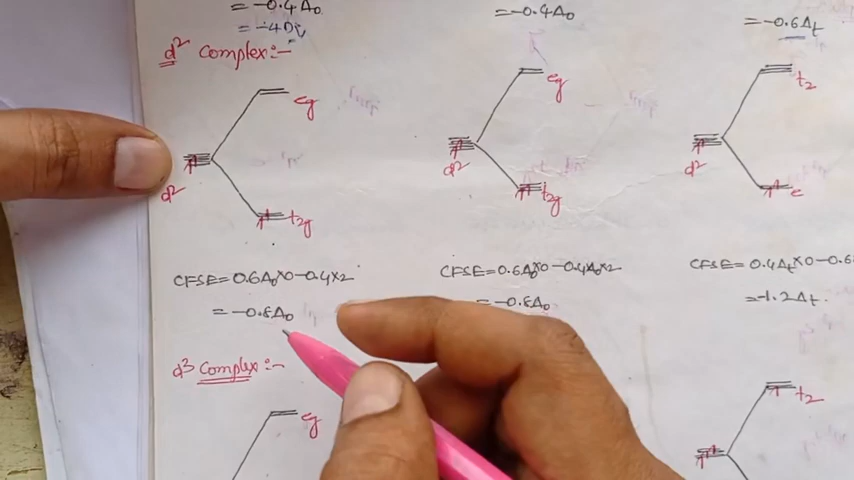 = -0.4Δ₀
= -4Dq
= -0.4Δ₀
= -0.6Δt
d² Complex:-
eg
d²
t₂g
eg
d²
t₂g
t₂
d²
e
CFSE = 0.6Δ₀×0-0.4×2
= -0.8Δ₀
CFSE = 0.6Δ₀×0-0.4Δ₀×2
= -0.8Δ₀
CFSE = 0.4Δt×0-0.6
= -1.2Δt.
d³ Complex:-
eg
t₂